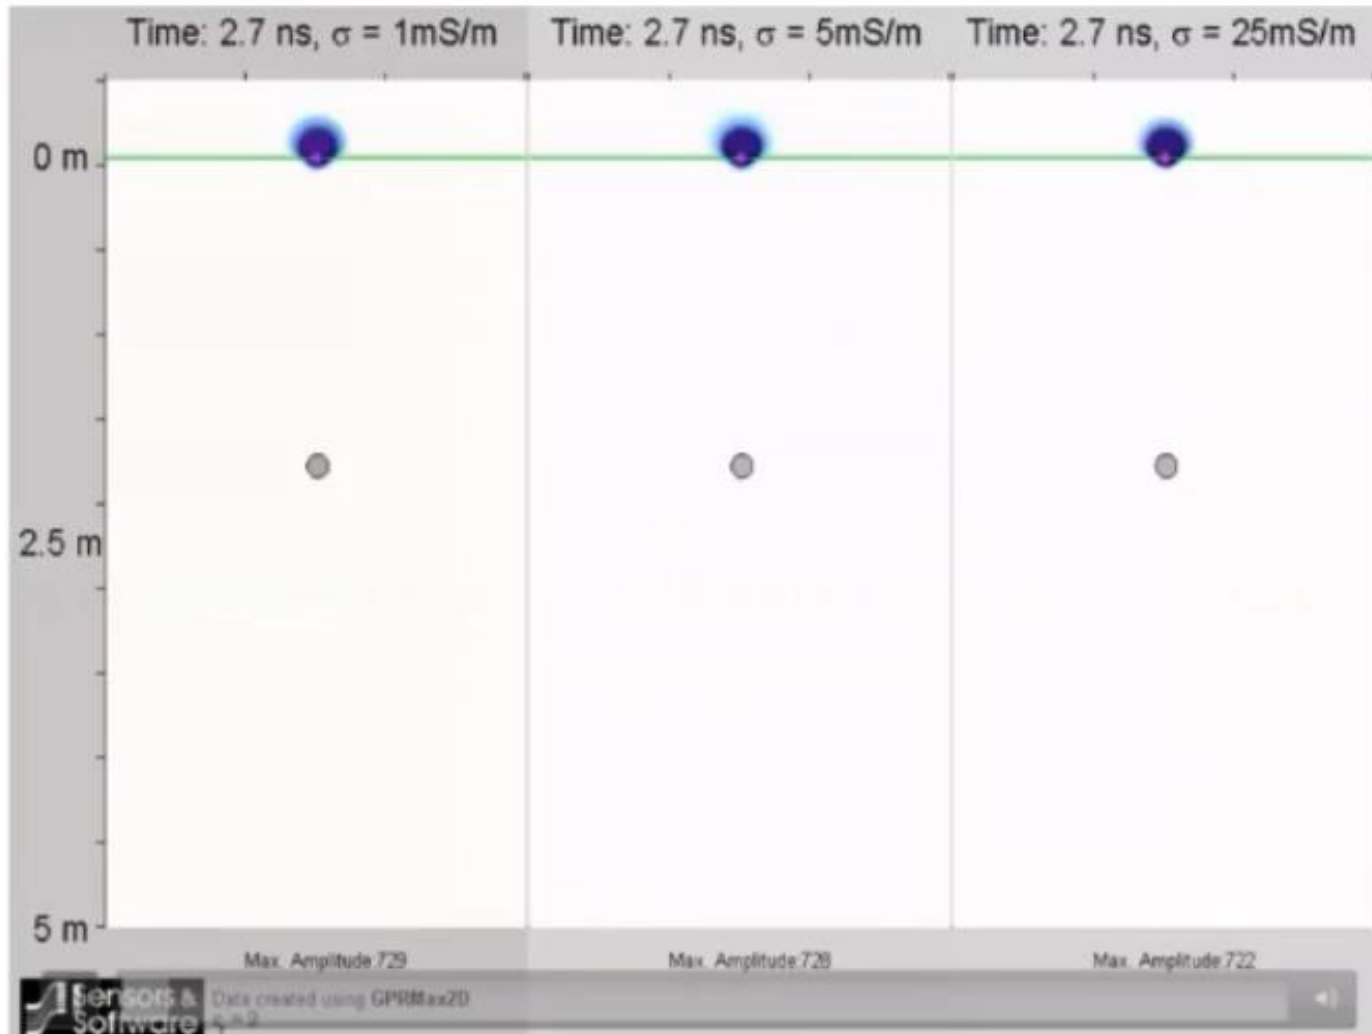 Time: 2.7 ns, σ = 1mS/m
Time: 2.7 ns, σ = 5mS/m
Time: 2.7 ns, σ = 25mS/m
0 m
2.5 m
5 m
Max. Amplitude:729
Max. Amplitude:728
Max. Amplitude:722
Sensors &
Software
Data created using GPRMax2D